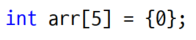 int arr[5] = {0};